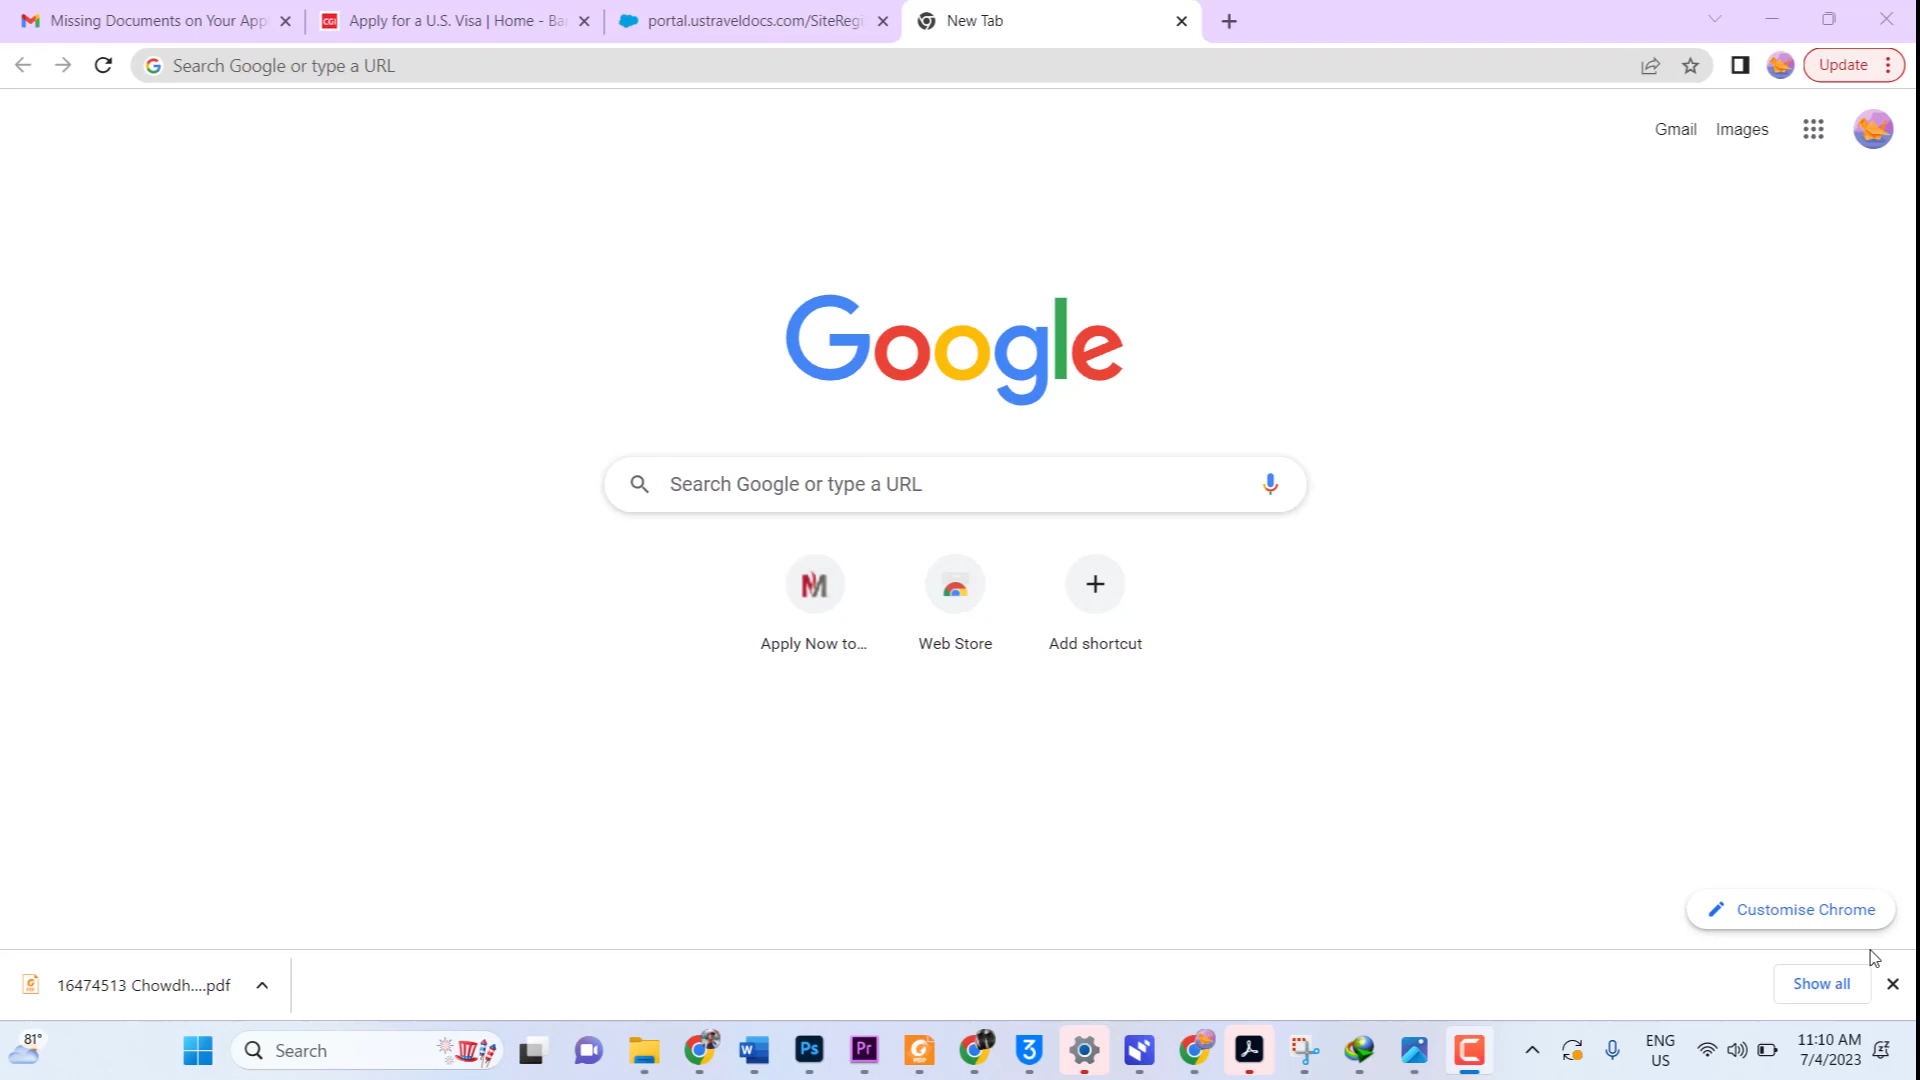 Missing Documents on Your App
Apply for a U.S. Visa | Home - Ba
portal.ustraveldocs.com/SiteRegi
New Tab
Search Google or type a URL
Update
Gmail
Images
Google
Search Google or type a URL
Apply Now to...
Web Store
Add shortcut
Customise Chrome
16474513 Chowdh....pdf
Show all
81°
Search
ENG
US
11:10 AM
7/4/2023